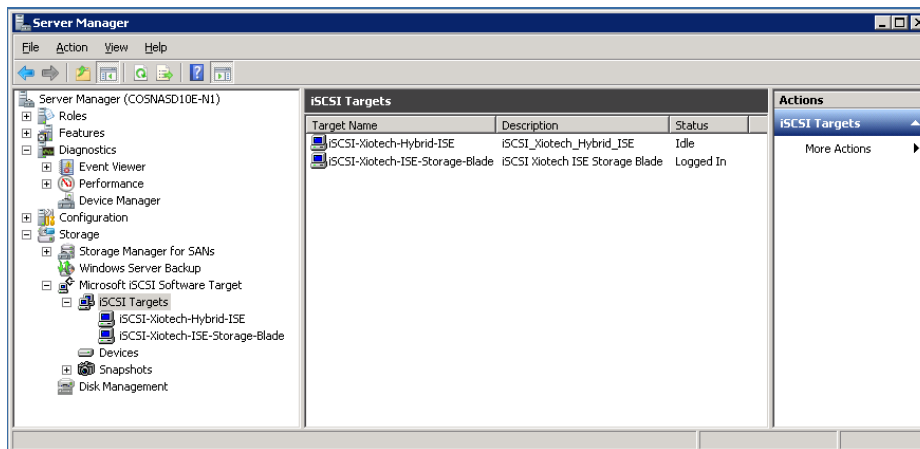 Server Manager
File Action View Help
Server Manager (COSNASD10E-N1)
Roles
Features
Diagnostics
Event Viewer
Performance
Device Manager
Configuration
Storage
Storage Manager for SANs
Windows Server Backup
Microsoft iSCSI Software Target
iSCSI Targets
iSCSI-Xiotech-Hybrid-ISE
iSCSI-Xiotech-ISE-Storage-Blade
Devices
Snapshots
Disk Management
iSCSI Targets
Target Name Description Status
iSCSI-Xiotech-Hybrid-ISE iSCSI_Xiotech_Hybrid_ISE Idle
iSCSI-Xiotech-ISE-Storage-Blade iSCSI Xiotech ISE Storage Blade Logged In
Actions
iSCSI Targets
More Actions